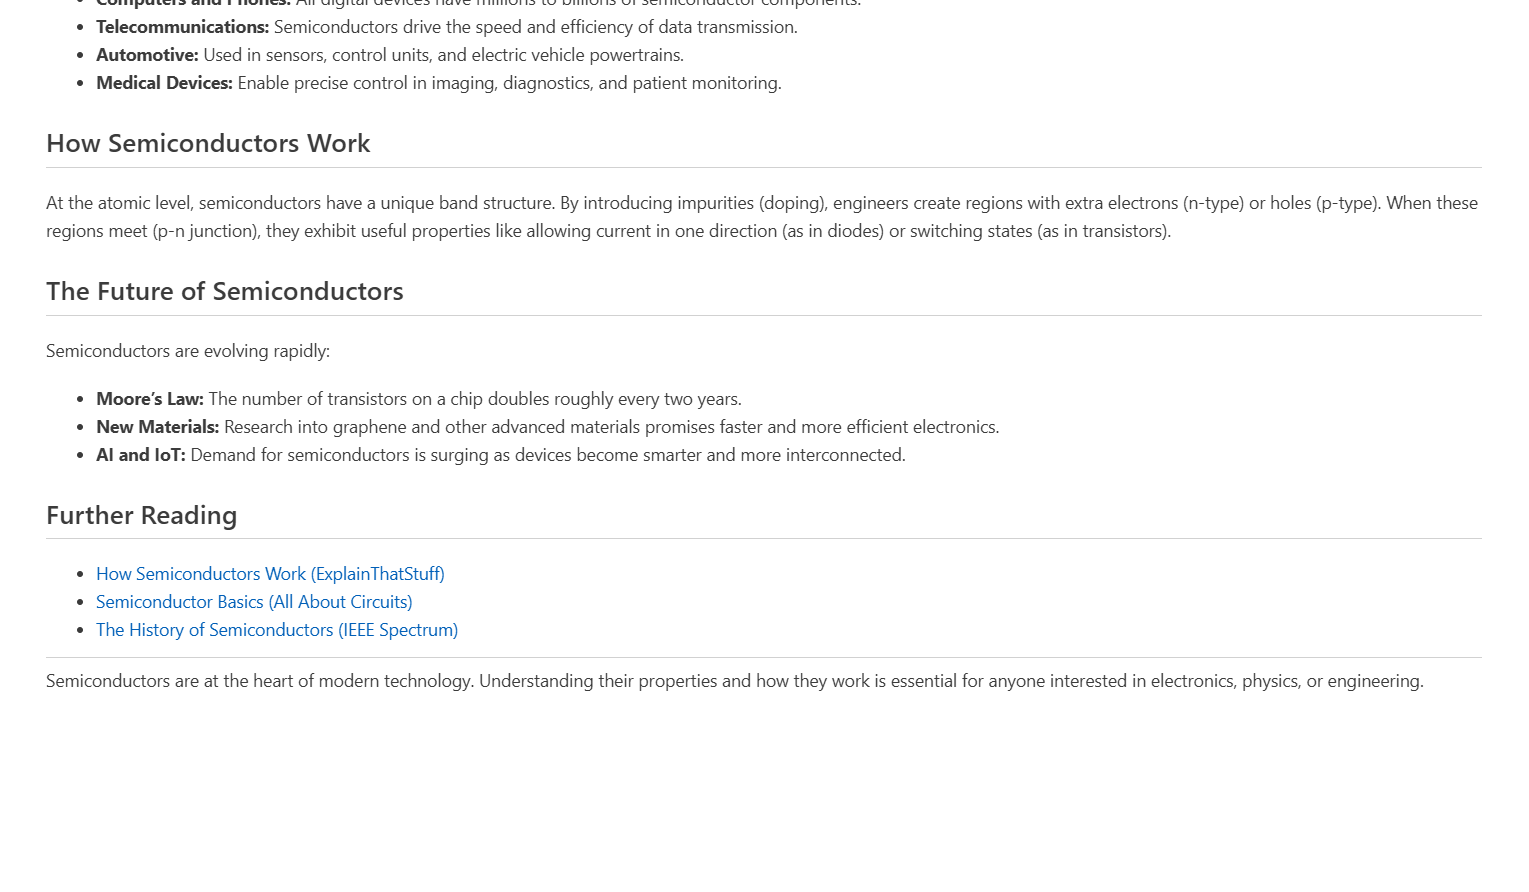 Computers and Phones: All digital devices have millions to billions of semiconductor components.
Telecommunications: Semiconductors drive the speed and efficiency of data transmission.
Automotive: Used in sensors, control units, and electric vehicle powertrains.
Medical Devices: Enable precise control in imaging, diagnostics, and patient monitoring.
How Semiconductors Work
At the atomic level, semiconductors have a unique band structure. By introducing impurities (doping), engineers create regions with extra electrons (n-type) or holes (p-type). When these
regions meet (p-n junction), they exhibit useful properties like allowing current in one direction (as in diodes) or switching states (as in transistors).
The Future of Semiconductors
Semiconductors are evolving rapidly:
Moore’s Law: The number of transistors on a chip doubles roughly every two years.
New Materials: Research into graphene and other advanced materials promises faster and more efficient electronics.
AI and IoT: Demand for semiconductors is surging as devices become smarter and more interconnected.
Further Reading
How Semiconductors Work (ExplainThatStuff)
Semiconductor Basics (All About Circuits)
The History of Semiconductors (IEEE Spectrum)
Semiconductors are at the heart of modern technology. Understanding their properties and how they work is essential for anyone interested in electronics, physics, or engineering.